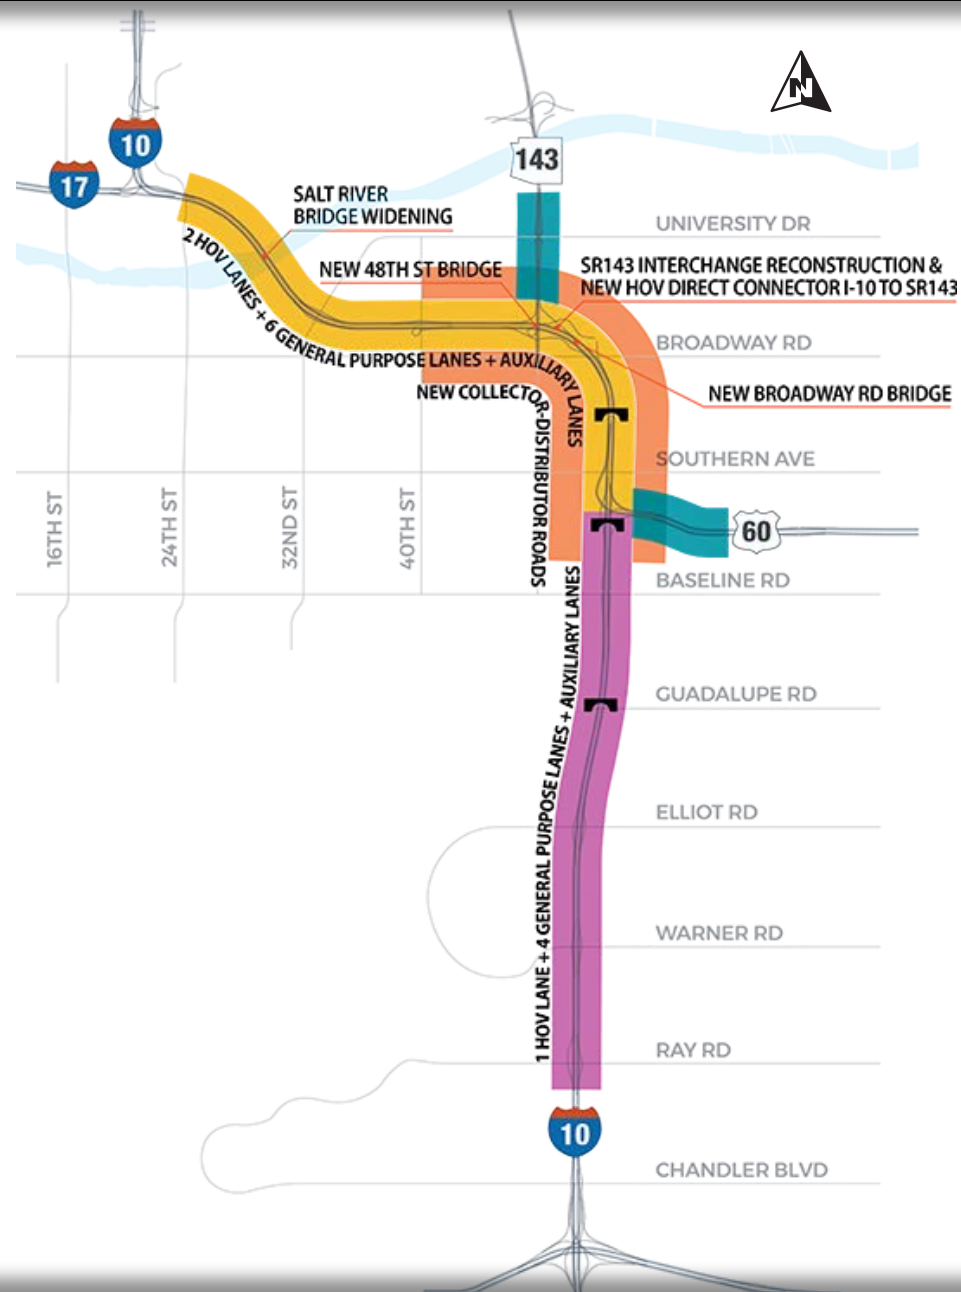 N
10
143
17
SALT RIVER
BRIDGE WIDENING
UNIVERSITY DR
2 HOV LANES + 6 GENERAL PURPOSE LANES + AUXILIARY LANES
NEW 48TH ST BRIDGE
SR143 INTERCHANGE RECONSTRUCTION &
NEW HOV DIRECT CONNECTOR I-10 TO SR143
BROADWAY RD
NEW COLLECTOR-DISTRIBUTOR ROADS
NEW BROADWAY RD BRIDGE
SOUTHERN AVE
16TH ST
24TH ST
32ND ST
40TH ST
60
BASELINE RD
1 HOV LANE + 4 GENERAL PURPOSE LANES + AUXILIARY LANES
GUADALUPE RD
ELLIOT RD
WARNER RD
RAY RD
10
CHANDLER BLVD